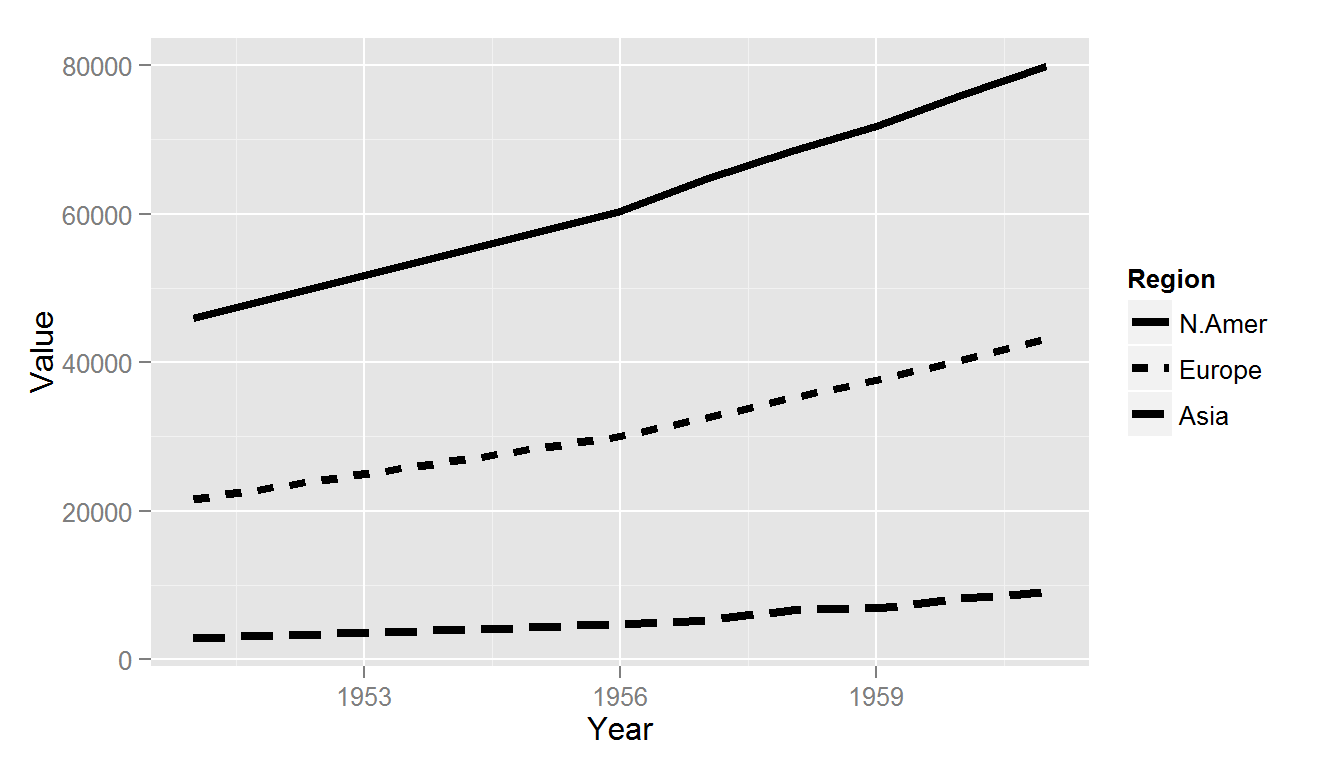 80000
60000
40000
20000
0
Value
1953
1956
1959
Year
Region
N.Amer
Europe
Asia